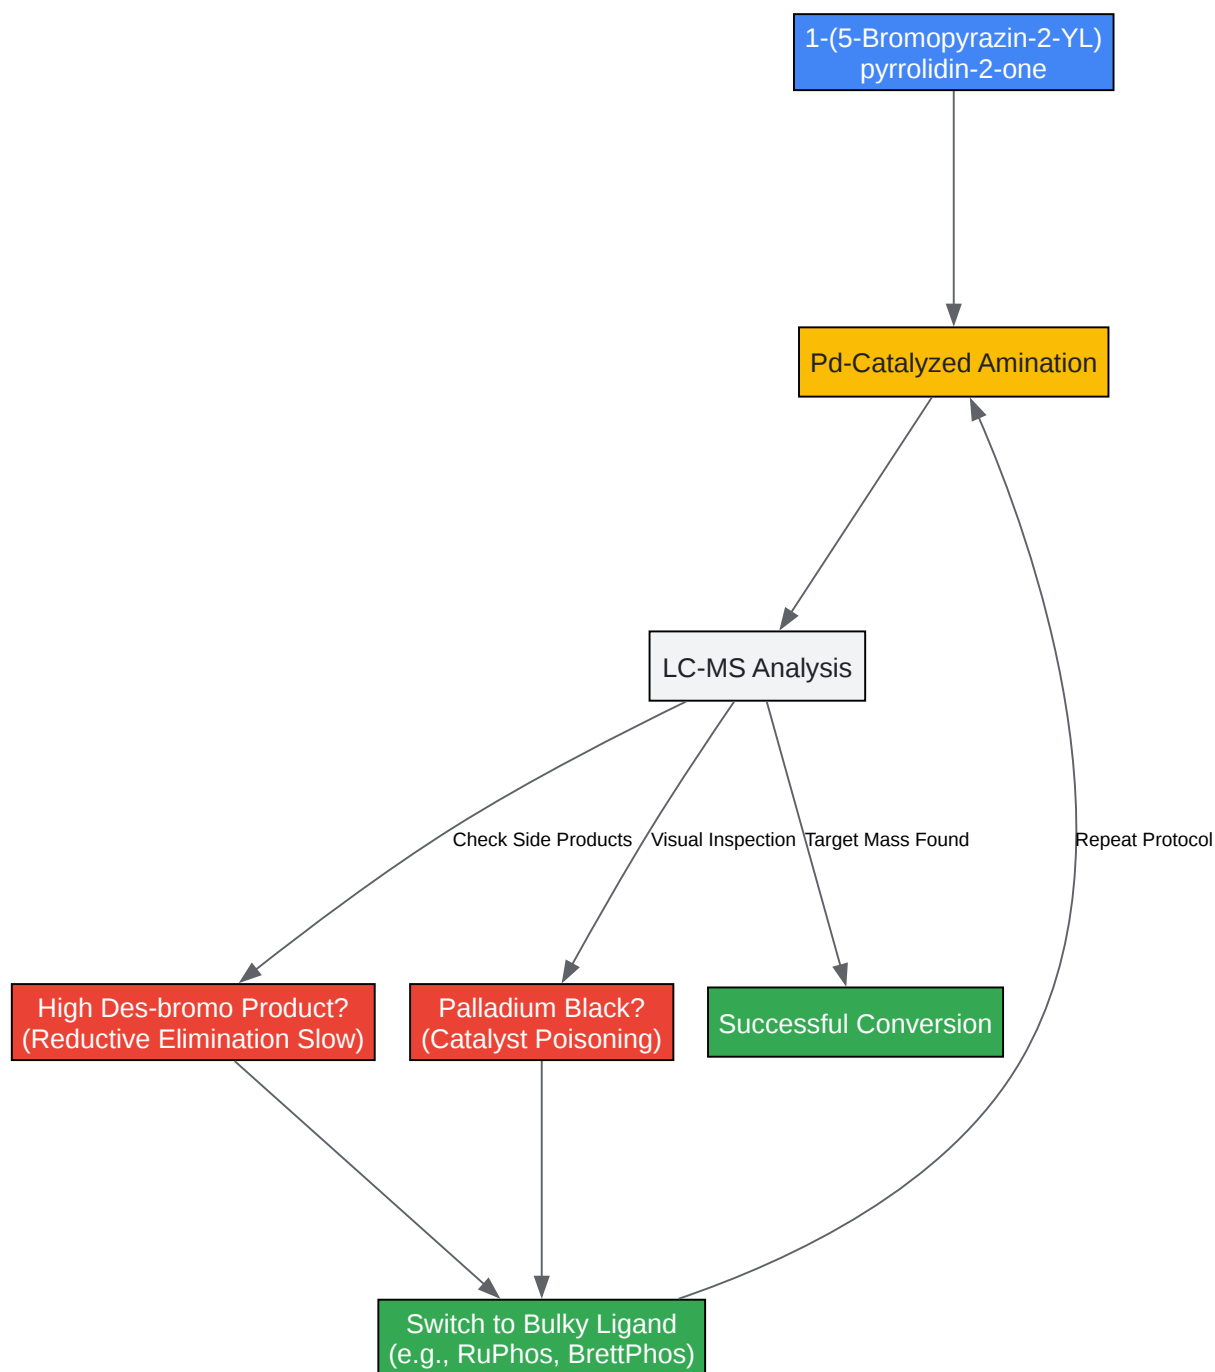 1-(5-Bromopyrazin-2-YL)
pyrrolidin-2-one
Pd-Catalyzed Amination
LC-MS Analysis
Check Side Products
Visual Inspection
Target Mass Found
Repeat Protocol
High Des-bromo Product?
(Reductive Elimination Slow)
Palladium Black?
(Catalyst Poisoning)
Successful Conversion
Switch to Bulky Ligand
(e.g., RuPhos, BrettPhos)